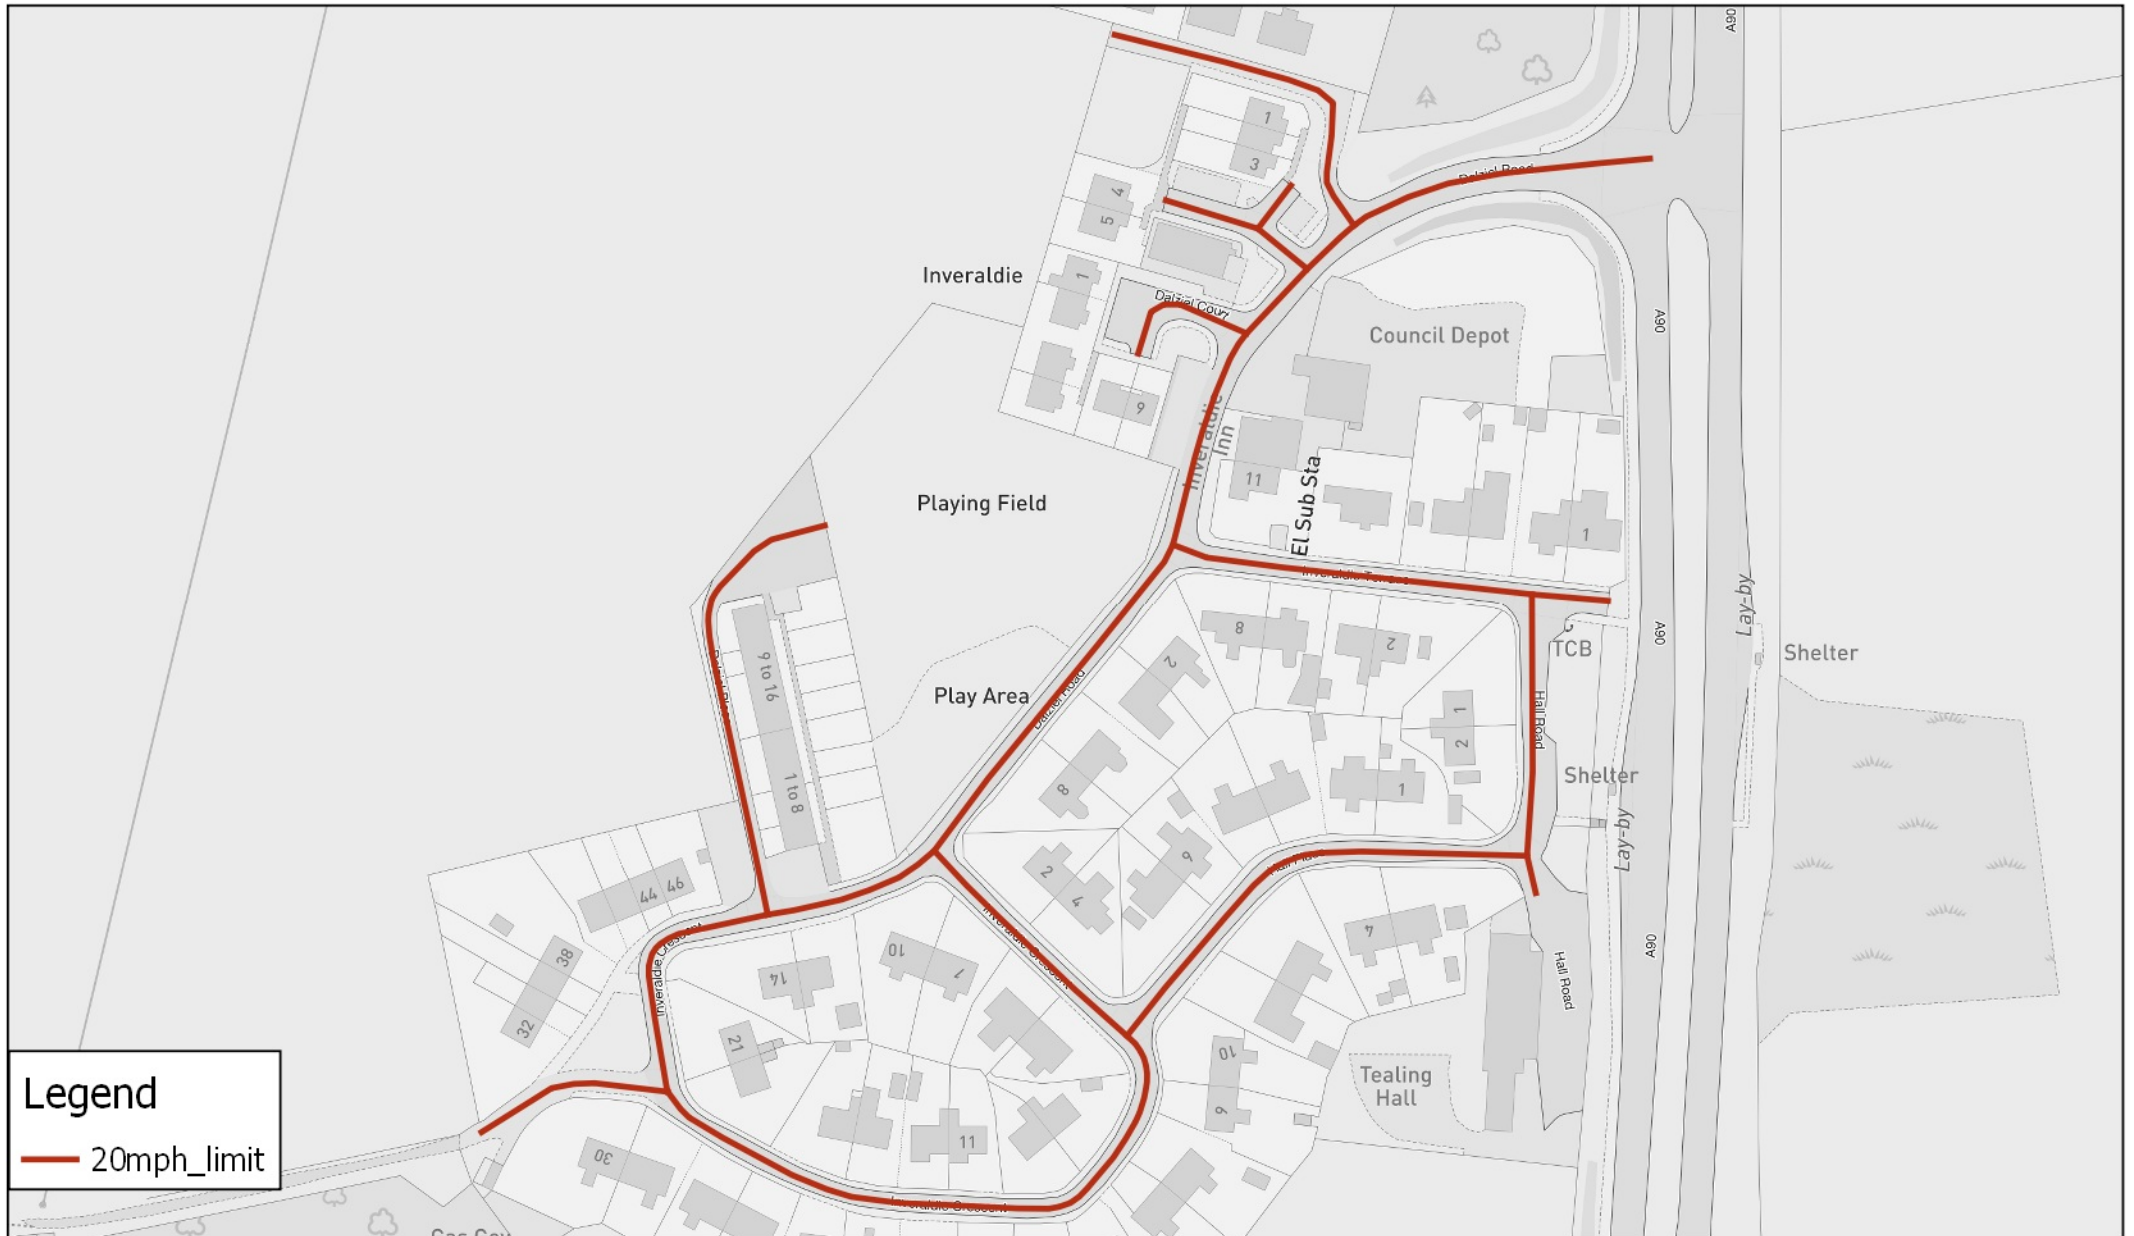 A90
1
3
Dalziel Road
4
5
Inveraldie
1
Dalziel Court
A90
Council Depot
9
Inveraldie
Inn
11
El Sub Sta
Playing Field
1
Inveraldie Terrace
Lay-by
8
2
2
TCB
A90
Shelter
9 to 16
Dalziel Place
Play Area
Dalziel Road
1
2
Hall Road
Shelter
1 to 8
8
1
Lay-by
2
4
9
Hall Place
44 46
Inveraldie Crescent
Inveraldie Crescent
4
38
32
14
10
7
A90
Hall Road
Inveraldie Crescent
21
10
9
Tealing
Hall
Legend
20mph_limit
11
30
Inveraldie Crescent